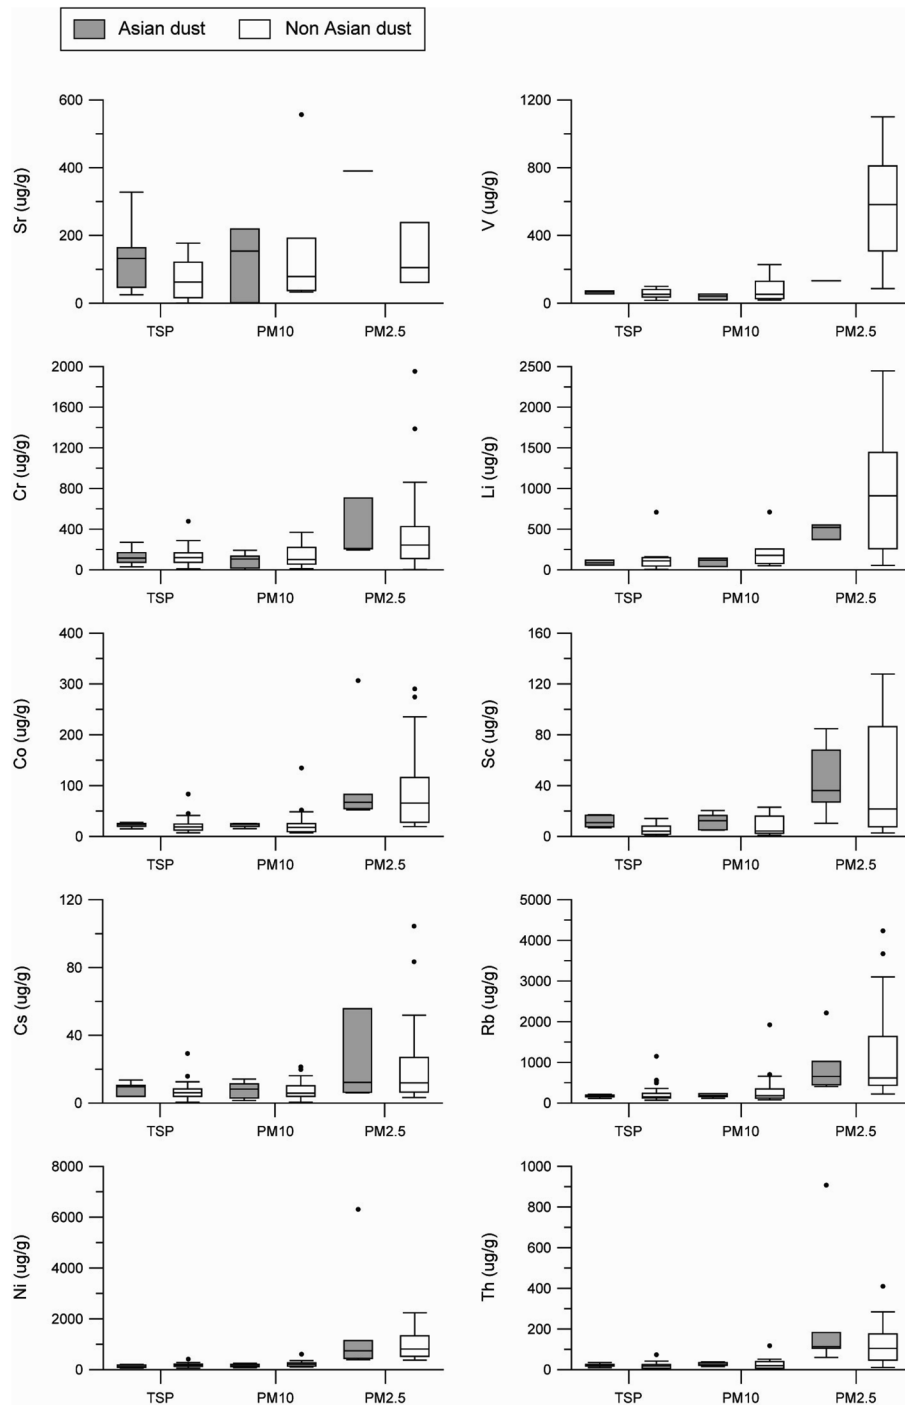 Asian dust Non Asian dust
600
400
200
0
Sr (ug/g)
TSP PM10 PM2.5
1200
800
400
0
V (ug/g)
TSP PM10 PM2.5
2000
1600
1200
800
400
0
Cr (ug/g)
TSP PM10 PM2.5
2500
2000
1500
1000
500
0
Li (ug/g)
TSP PM10 PM2.5
400
300
200
100
0
Co (ug/g)
TSP PM10 PM2.5
160
120
80
40
0
Sc (ug/g)
TSP PM10 PM2.5
120
80
40
0
Cs (ug/g)
TSP PM10 PM2.5
5000
4000
3000
2000
1000
0
Rb (ug/g)
TSP PM10 PM2.5
8000
6000
4000
2000
0
Ni (ug/g)
TSP PM10 PM2.5
1000
800
600
400
200
0
Th (ug/g)
TSP PM10 PM2.5